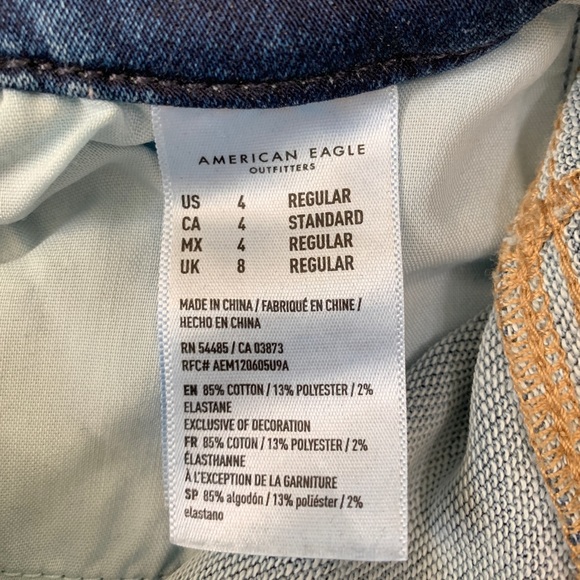 AMERICAN EAGLE
OUTFITTERS
US 4 REGULAR
CA 4 STANDARD
MX 4 REGULAR
UK 8 REGULAR
MADE IN CHINA / FABRIQUÉ EN CHINE /
HECHO EN CHINA
RN 54485 / CA 03873
RFC# AEM120605U9A
EN 85% COTTON / 13% POLYESTER / 2%
ELASTANE
EXCLUSIVE OF DECORATION
FR 85% COTON / 13% POLYESTER / 2%
ÉLASTHANNE
À L'EXCEPTION DE LA GARNITURE
SP 85% algodón / 13% poliéster / 2%
elastano